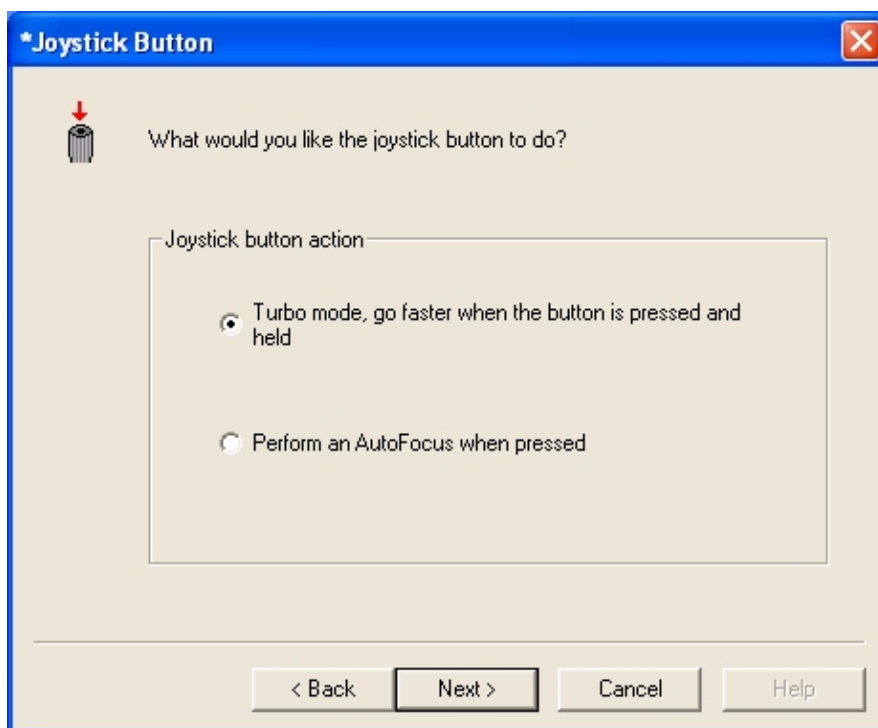 *Joystick Button
What would you like the joystick button to do?
Joystick button action
Turbo mode, go faster when the button is pressed and
held
Perform an AutoFocus when pressed
< Back
Next >
Cancel
Help